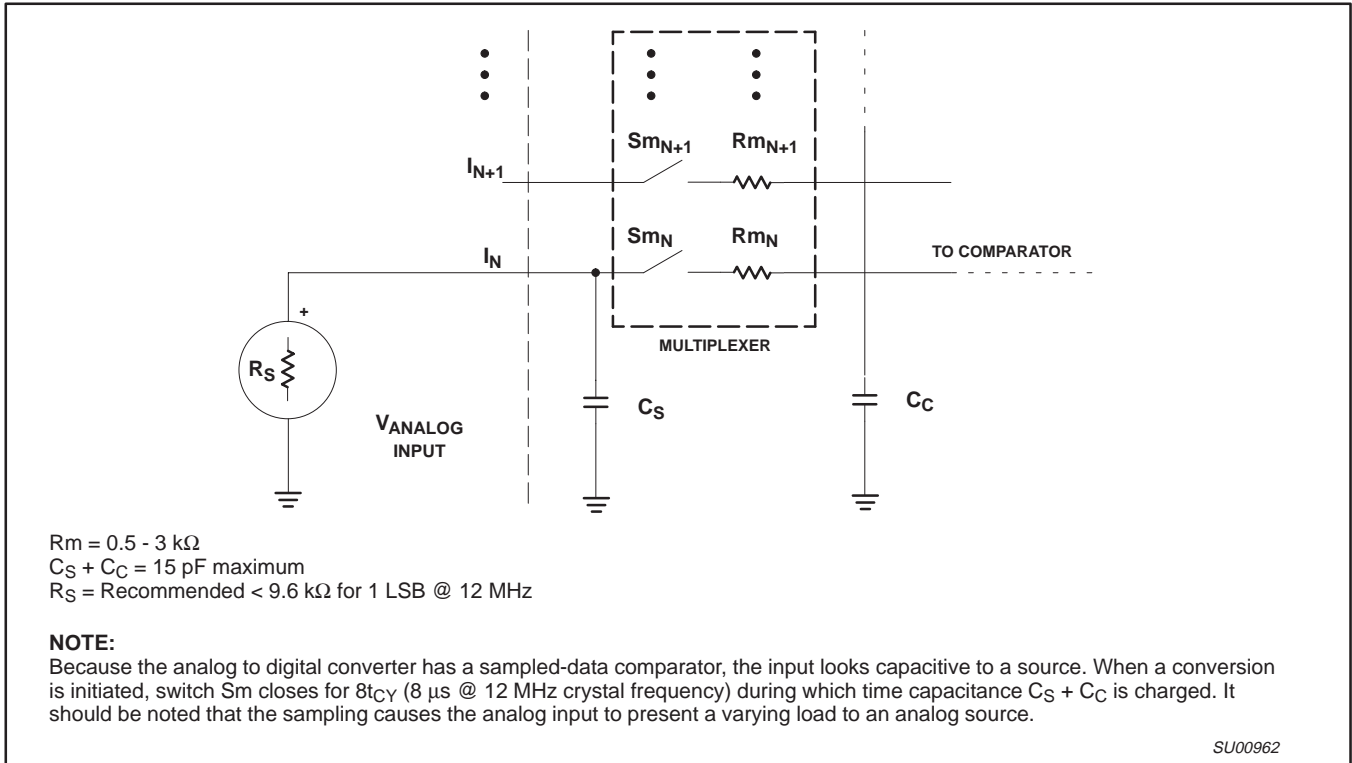 Sm_N+1 Rm_N+1
I_N+1
Sm_N Rm_N
I_N
TO COMPARATOR
+
MULTIPLEXER
R_S
C_S
C_C
V_ANALOG
INPUT
Rm = 0.5 - 3 kΩ
C_S + C_C = 15 pF maximum
R_S = Recommended < 9.6 kΩ for 1 LSB @ 12 MHz
NOTE:
Because the analog to digital converter has a sampled-data comparator, the input looks capacitive to a source. When a conversion
is initiated, switch Sm closes for 8t_CY (8 μs @ 12 MHz crystal frequency) during which time capacitance C_S + C_C is charged. It
should be noted that the sampling causes the analog input to present a varying load to an analog source.
SU00962